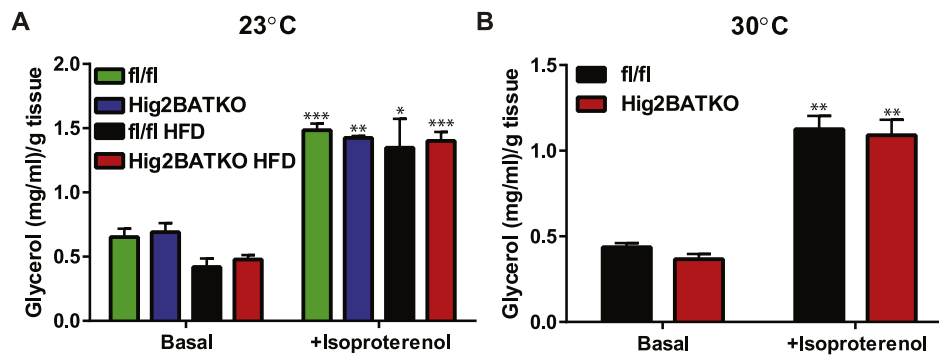 A
23°C
Glycerol (mg/ml)/g tissue
2.0
1.5
1.0
0.5
0.0
fl/fl
Hig2BATKO
fl/fl HFD
Hig2BATKO HFD
***
**
*
***
Basal
+Isoproterenol
B
30°C
Glycerol (mg/ml)/g tissue
1.5
1.0
0.5
0.0
fl/fl
Hig2BATKO
**
**
Basal
+Isoproterenol